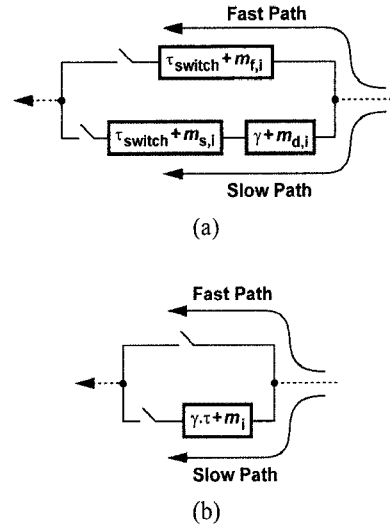 Fast Path
τswitch + mf,i
τswitch + ms,i
γ + md,i
Slow Path
(a)
Fast Path
γ.τ + mi
Slow Path
(b)